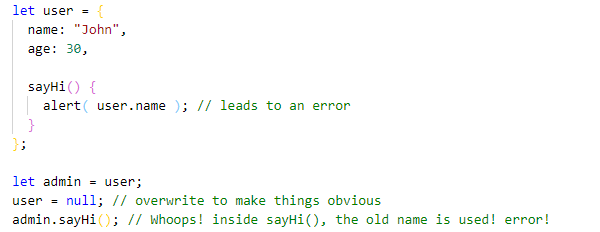 let user = {
  name: "John",
  age: 30,

  sayHi() {
    alert( user.name ); // leads to an error
  }
};

let admin = user;
user = null; // overwrite to make things obvious
admin.sayHi(); // Whoops! inside sayHi(), the old name is used! error!